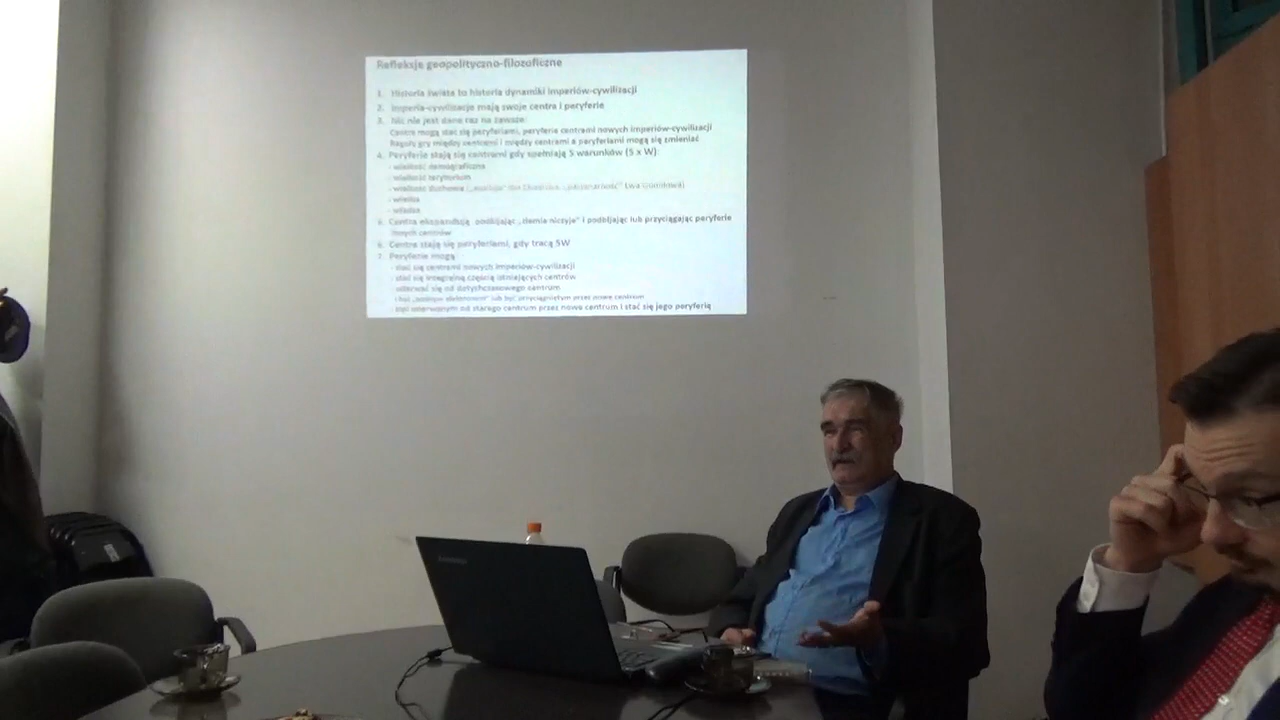 Refleksje geopolityczno-filozoficzne
1. Historia świata to historia dynamiki imperiów-cywilizacji
2. Imperia-cywilizacje mają swoje centra i peryferie
3. Nic nie jest dane raz na zawsze:
Centra mogą stać się peryferiami, peryferie centrami nowych imperiów-cywilizacji
Reguły gry między centrami i między centrami a peryferiami mogą się zmieniać
4. Peryferie stają się centrami gdy spełniają 5 warunków (5 x W):
- wielkość demograficzna
- wielkość terytorium
- wielkość duchowa Lwa Gumilowa)
- wiedza
- władza
5. Centra ekspandują podbijając „ziemie niczyje” i podbijając lub przyciągając peryferie
innych centrów
6. Centra stają się peryferiami, gdy tracą 5W
7. Peryferie mogą:
- stać się centrami nowych imperiów-cywilizacji
- stać się integralną częścią istniejących centrów
- oderwać się od dotychczasowego centrum
i być lub być przyciągniętym przez nowe centrum
- być oderwanym od starego centrum przez nowe centrum i stać się jego peryferią